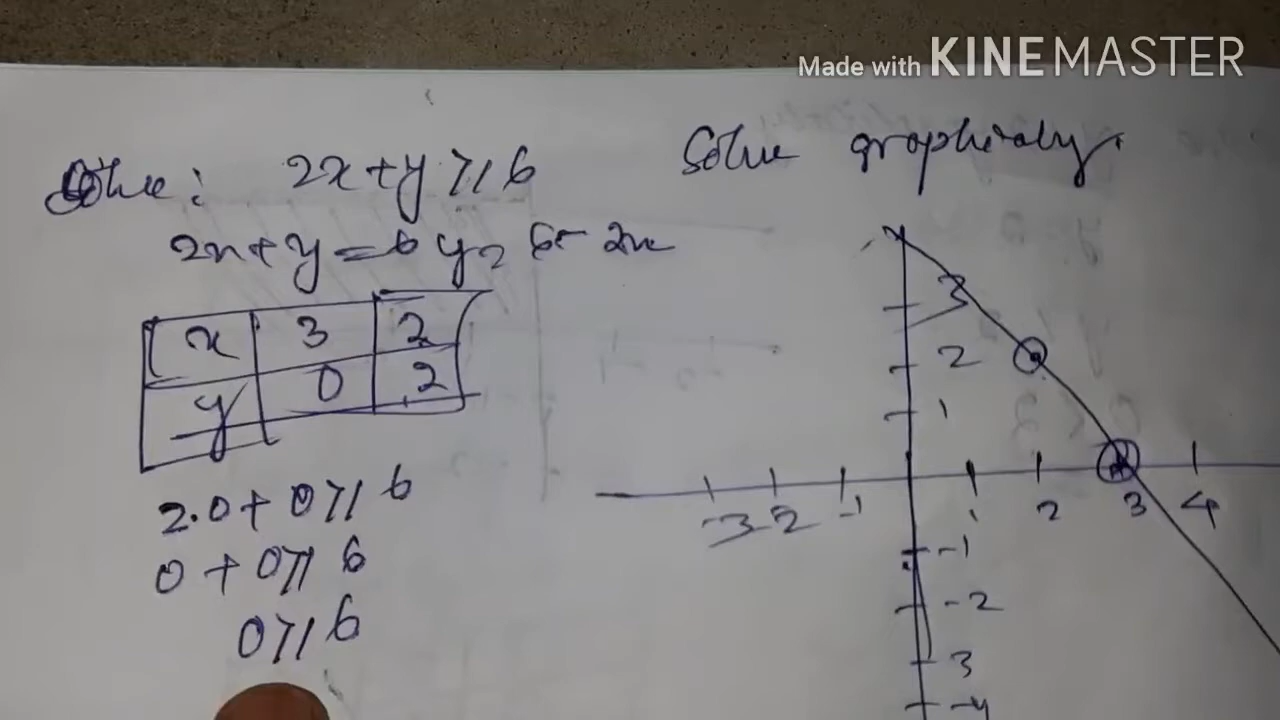 Made with KINEMASTER
Solve: 2x+y ≥ 6 Solve graphically.
2x+y=6 y= 6-2x
x 3 2
y 0 2
2.0+0 ≥ 6
0+0 ≥ 6
0 ≥ 6
3
2
1
-3 -2 -1 1 2 3 4
-1
-2
3
-4